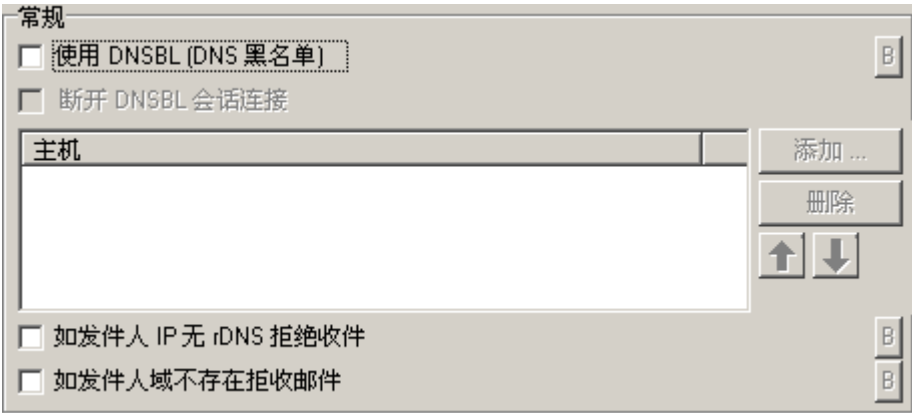 常规
使用 DNSBL (DNS 黑名单)
B
断开 DNSBL 会话连接
主机
添加 ...
删除
如发件人 IP 无 rDNS 拒绝收件
B
如发件人域不存在拒收邮件
B